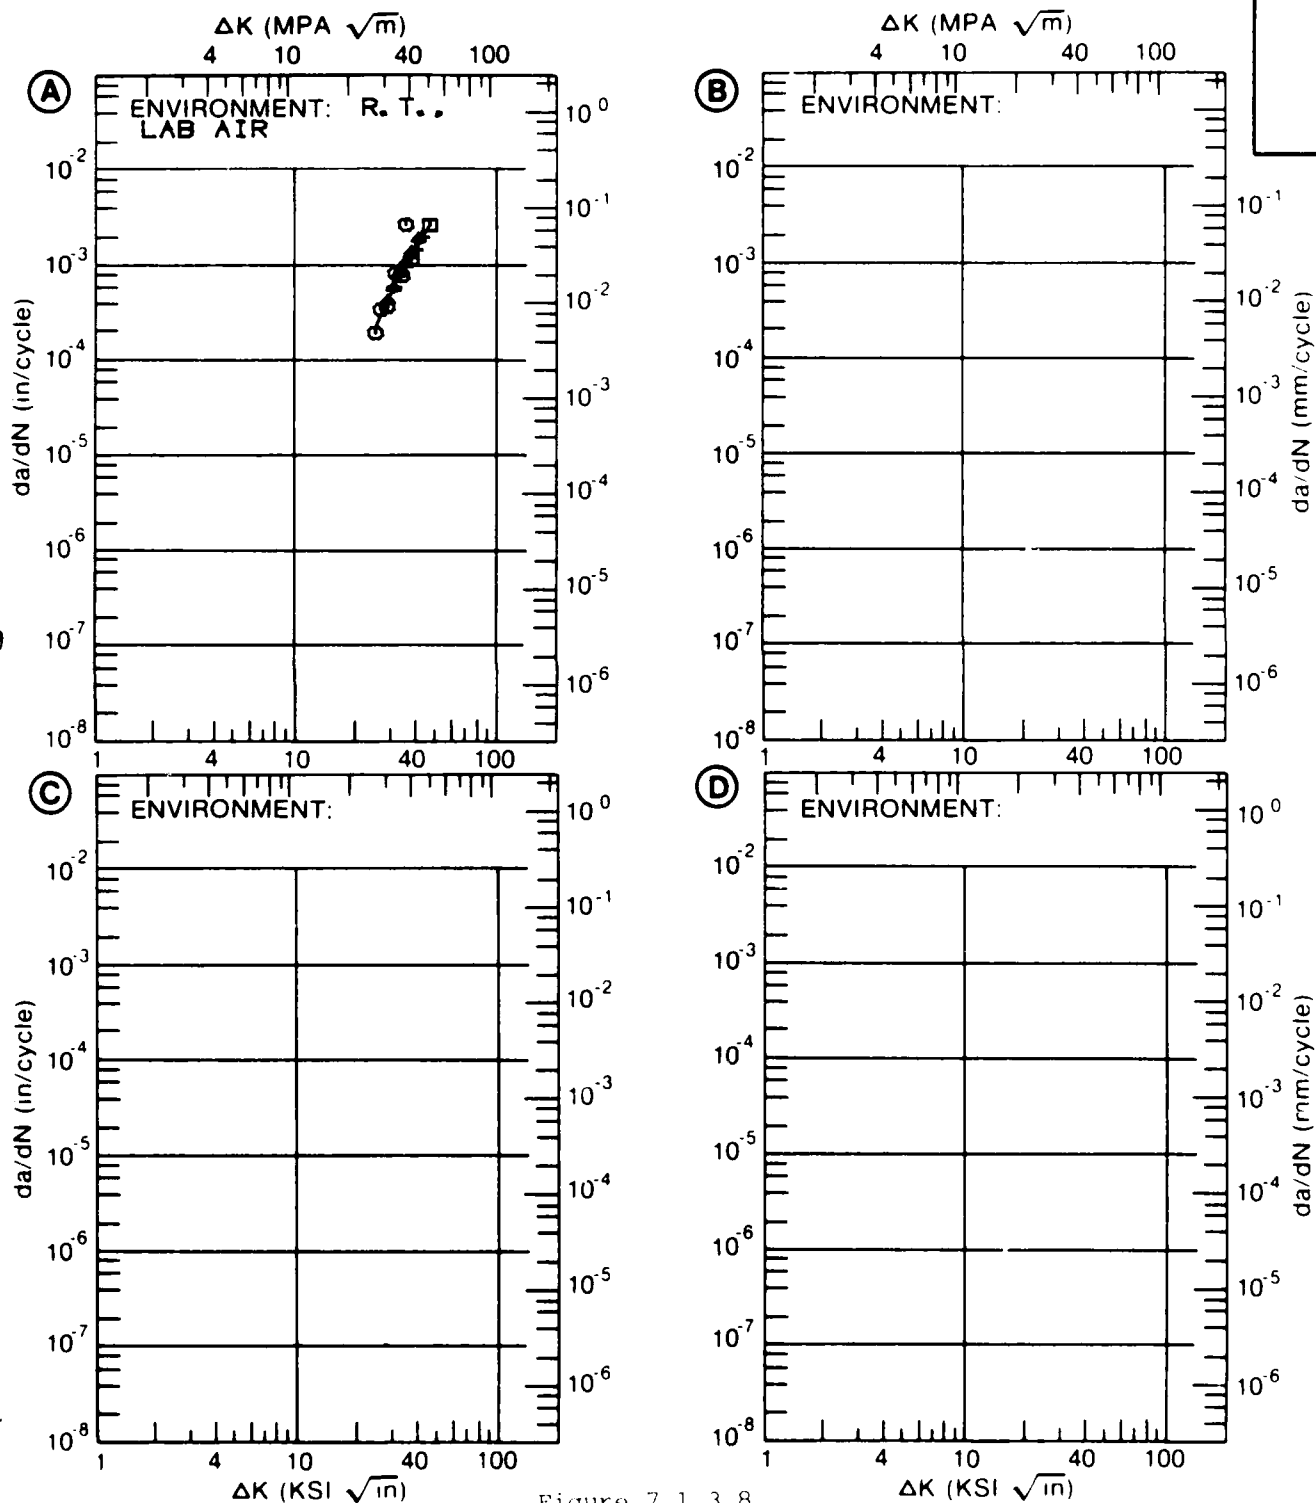 ΔK (MPA √m)
4 10 40 100
A
ENVIRONMENT: R.T.,
LAB AIR
10^0
10^-2
10^-1
10^-3
10^-2
10^-4
10^-3
10^-5
10^-4
10^-6
10^-5
10^-7
10^-6
10^-8
1 4 10 40 100
da/dN (in/cycle)
ΔK (MPA √m)
4 10 40 100
B
ENVIRONMENT:
10^-2
10^-1
10^-3
10^-2
10^-4
10^-3
10^-5
10^-4
10^-6
10^-5
10^-7
10^-6
10^-8
1 4 10 40 100
da/dN (mm/cycle)
C
ENVIRONMENT:
10^0
10^-2
10^-1
10^-3
10^-2
10^-4
10^-3
10^-5
10^-4
10^-6
10^-5
10^-7
10^-6
10^-8
1 4 10 40 100
da/dN (in/cycle)
ΔK (KSI √in)
D
ENVIRONMENT:
10^0
10^-2
10^-1
10^-3
10^-2
10^-4
10^-3
10^-5
10^-4
10^-6
10^-5
10^-7
10^-6
10^-8
1 4 10 40 100
da/dN (mm/cycle)
ΔK (KSI √in)
Figure 7.1.3.8